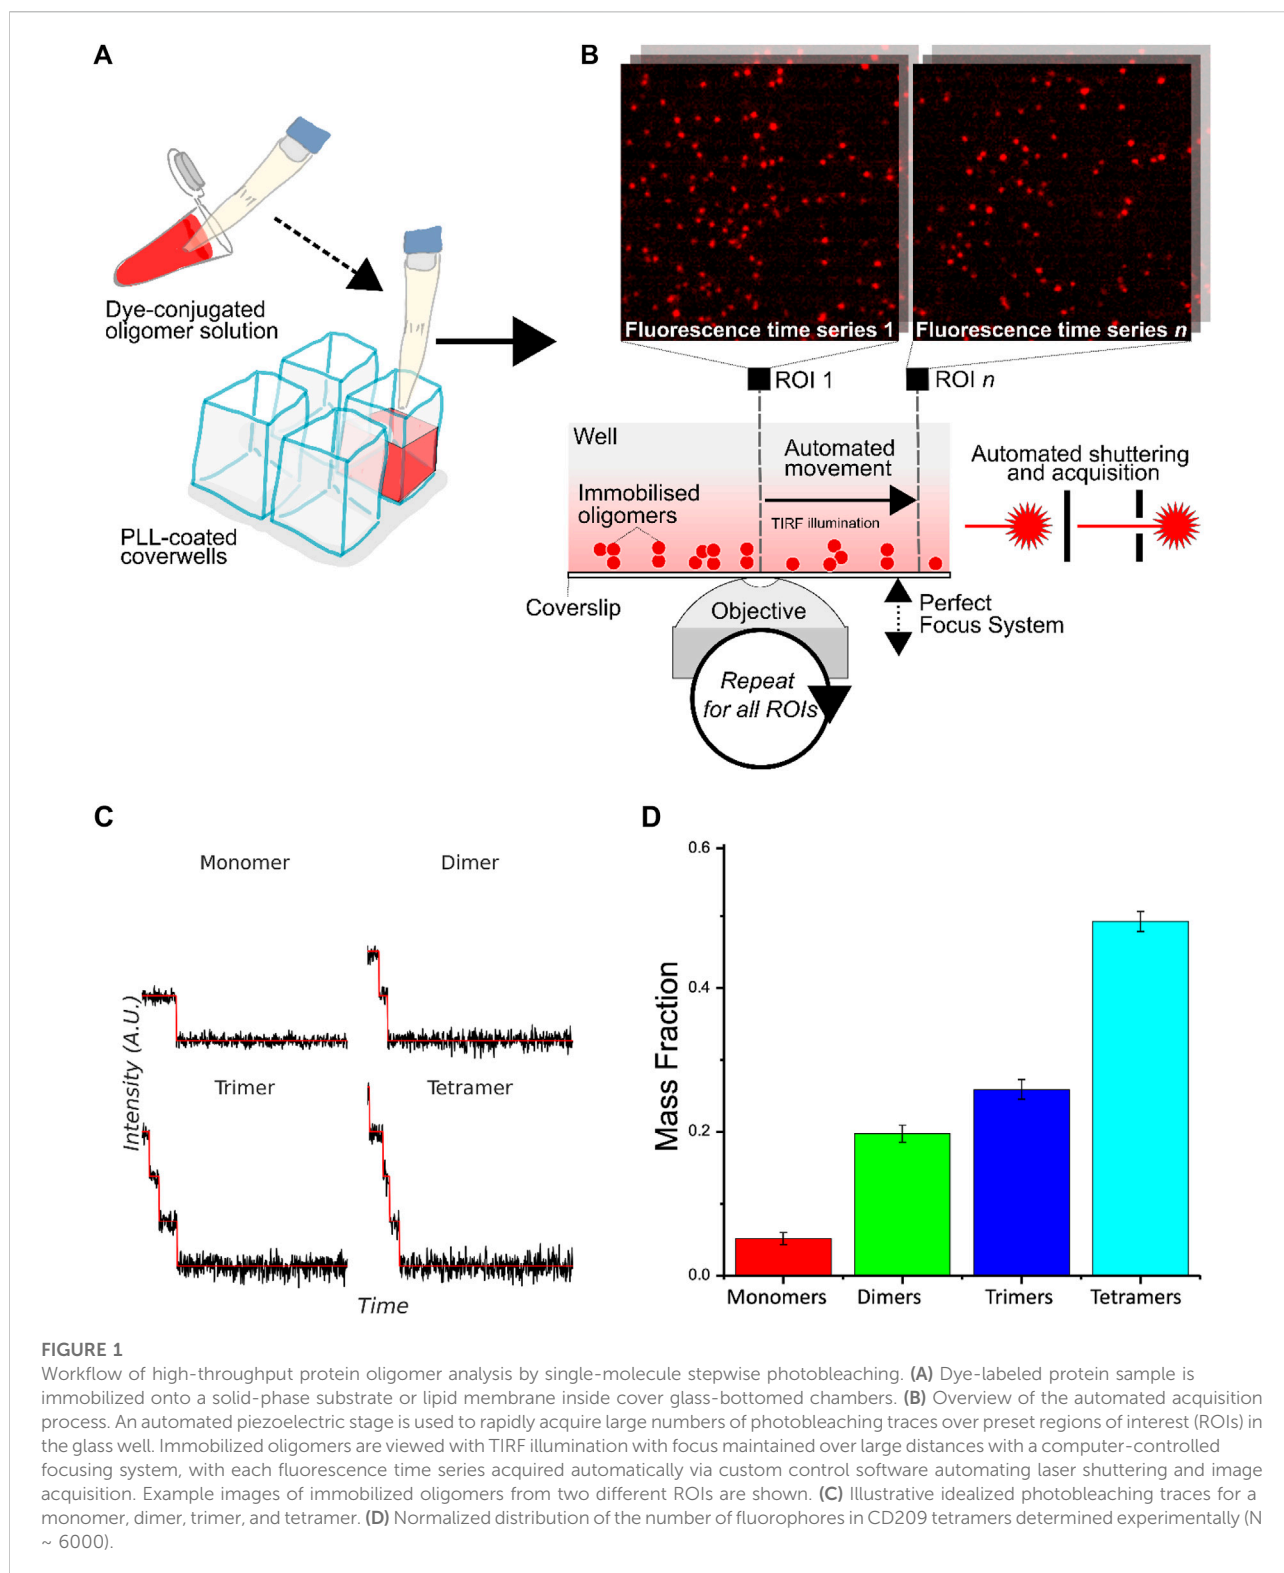 A
Dye-conjugated
oligomer solution
PLL-coated
coverwells
B
Fluorescence time series 1
Fluorescence time series n
ROI 1
ROI n
Well
Automated
movement
Immobilised
oligomers
TIRF illumination
Automated shuttering
and acquisition
Coverslip
Objective
Perfect
Focus System
Repeat
for all ROIs
C
Monomer
Dimer
Trimer
Tetramer
Intensity (A.U.)
Time
D
Mass Fraction
0.6
0.4
0.2
0.0
Monomers
Dimers
Trimers
Tetramers
FIGURE 1
Workflow of high-throughput protein oligomer analysis by single-molecule stepwise photobleaching. (A) Dye-labeled protein sample is
immobilized onto a solid-phase substrate or lipid membrane inside cover glass-bottomed chambers. (B) Overview of the automated acquisition
process. An automated piezoelectric stage is used to rapidly acquire large numbers of photobleaching traces over preset regions of interest (ROIs) in
the glass well. Immobilized oligomers are viewed with TIRF illumination with focus maintained over large distances with a computer-controlled
focusing system, with each fluorescence time series acquired automatically via custom control software automating laser shuttering and image
acquisition. Example images of immobilized oligomers from two different ROIs are shown. (C) Illustrative idealized photobleaching traces for a
monomer, dimer, trimer, and tetramer. (D) Normalized distribution of the number of fluorophores in CD209 tetramers determined experimentally (N
~ 6000).